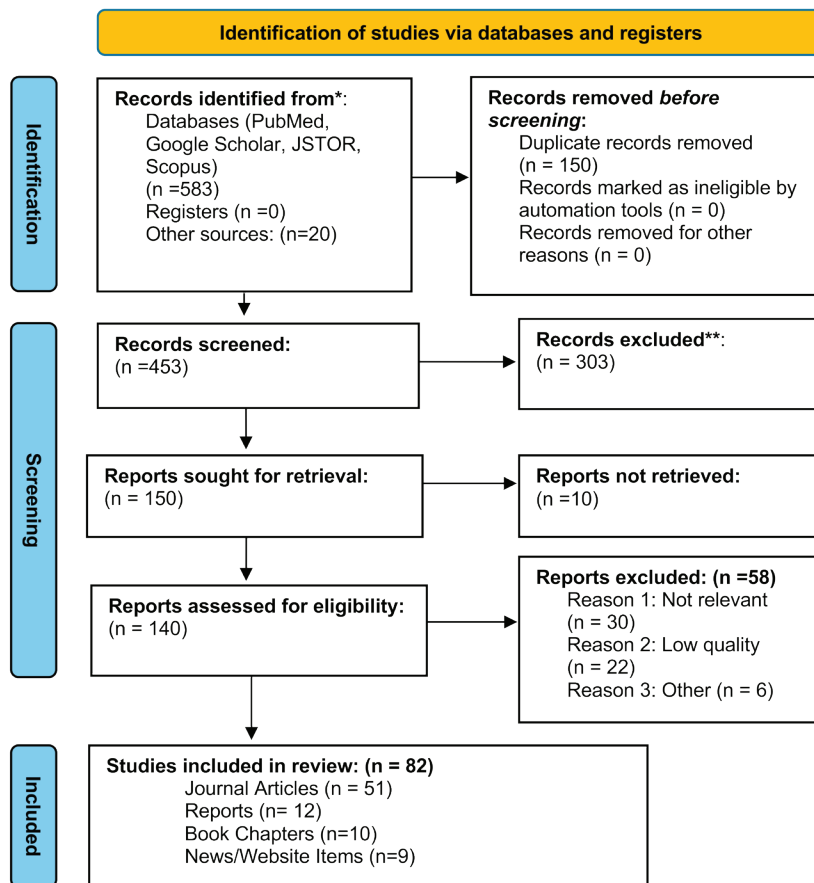 Identification of studies via databases and registers
Identification
Records identified from*:
Databases (PubMed,
Google Scholar, JSTOR,
Scopus)
(n =583)
Registers (n =0)
Other sources: (n=20)
Records removed before
screening:
Duplicate records removed
(n = 150)
Records marked as ineligible by
automation tools (n = 0)
Records removed for other
reasons (n = 0)
Screening
Records screened:
(n =453)
Records excluded**:
(n = 303)
Reports sought for retrieval:
(n = 150)
Reports not retrieved:
(n =10)
Reports assessed for eligibility:
(n = 140)
Reports excluded: (n =58)
Reason 1: Not relevant
(n = 30)
Reason 2: Low quality
(n = 22)
Reason 3: Other (n = 6)
Included
Studies included in review: (n = 82)
Journal Articles (n = 51)
Reports (n= 12)
Book Chapters (n=10)
News/Website Items (n=9)